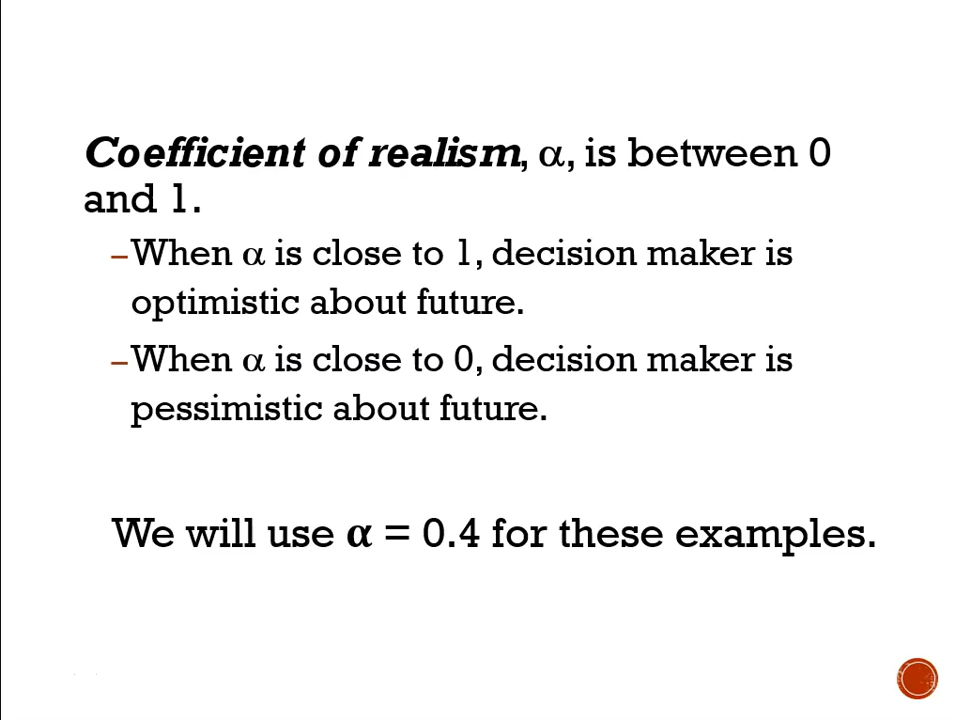 Coefficient of realism, α, is between 0
and 1.
–When α is close to 1, decision maker is
optimistic about future.
–When α is close to 0, decision maker is
pessimistic about future.
We will use α = 0.4 for these examples.